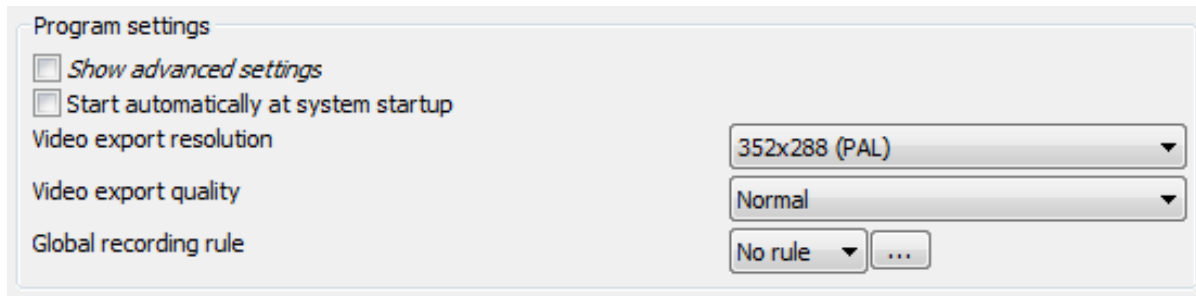 Program settings
Show advanced settings
Start automatically at system startup
Video export resolution 352x288 (PAL)
Video export quality Normal
Global recording rule No rule ...